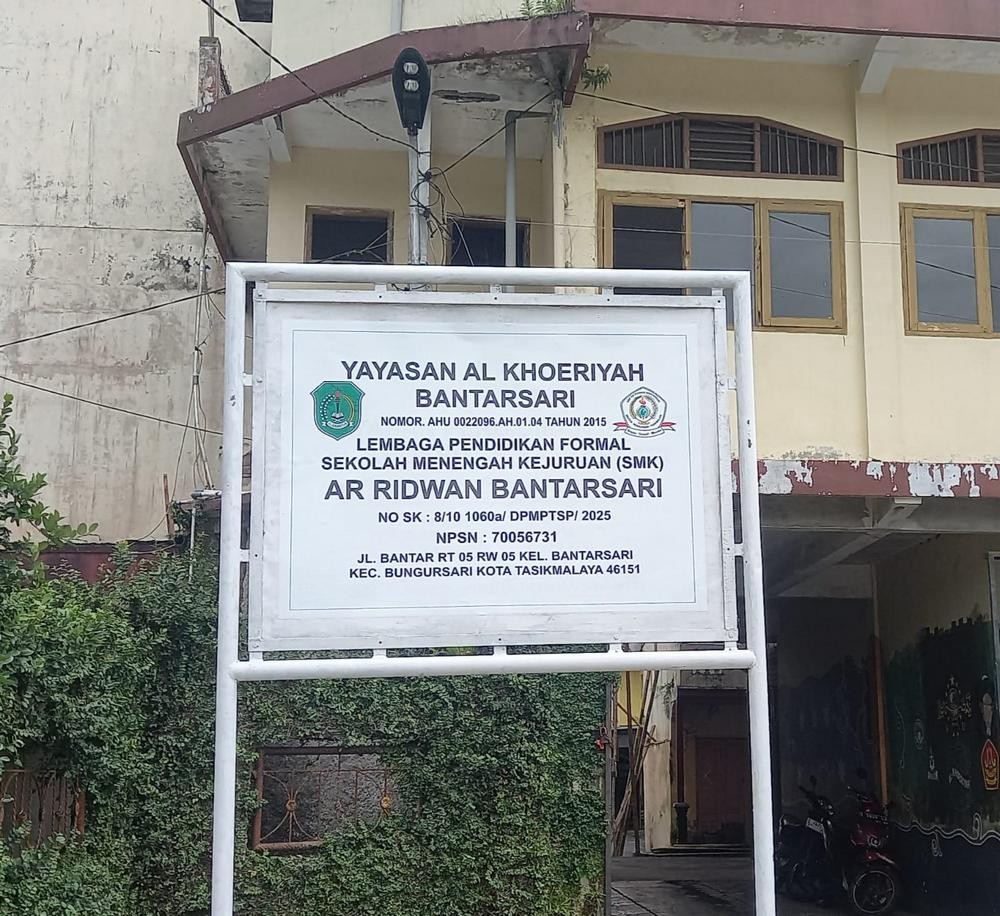 YAYASAN AL KHOERIYAH
BANTARSARI
NOMOR. AHU 0022096.AH.01.04 TAHUN 2015
LEMBAGA PENDIDIKAN FORMAL
SEKOLAH MENENGAH KEJURUAN (SMK)
AR RIDWAN BANTARSARI
NO SK : 8/10 1060a/ DPMPTSP/ 2025
NPSN : 70056731
JL. BANTAR RT 05 RW 05 KEL. BANTARSARI
KEC. BUNGURSARI KOTA TASIKMALAYA 46151